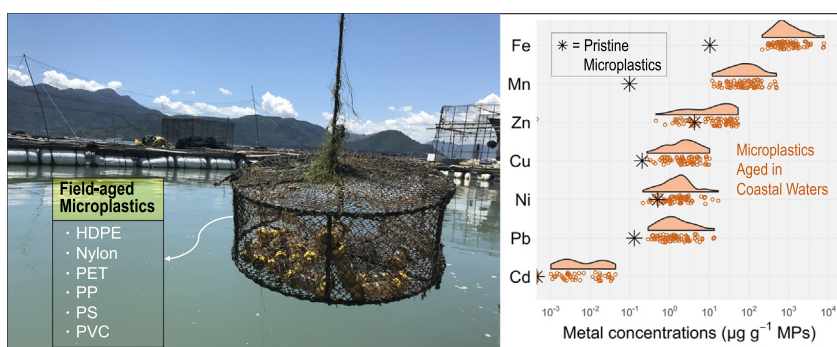 Field-aged
Microplastics
· HDPE
· Nylon
· PET
· PP
· PS
· PVC
Fe
Mn
Zn
Cu
Ni
Pb
Cd
✳ = Pristine
Microplastics
Microplastics
Aged in
Coastal Waters
10⁻³ 10⁻² 10⁻¹ 10⁰ 10¹ 10² 10³ 10⁴
Metal concentrations (µg g⁻¹ MPs)